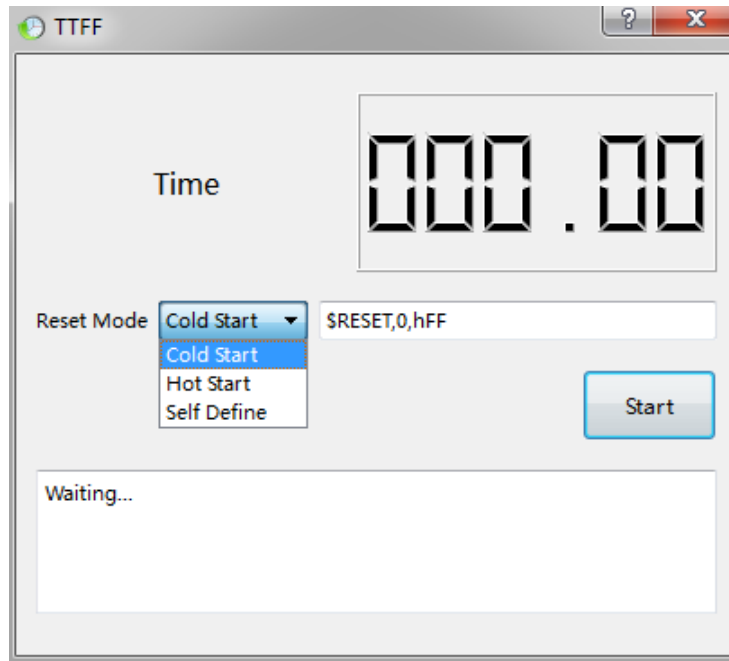 TTFF
Time
000.00
Reset Mode Cold Start $RESET,0,hFF
Cold Start
Hot Start
Self Define
Start
Waiting...